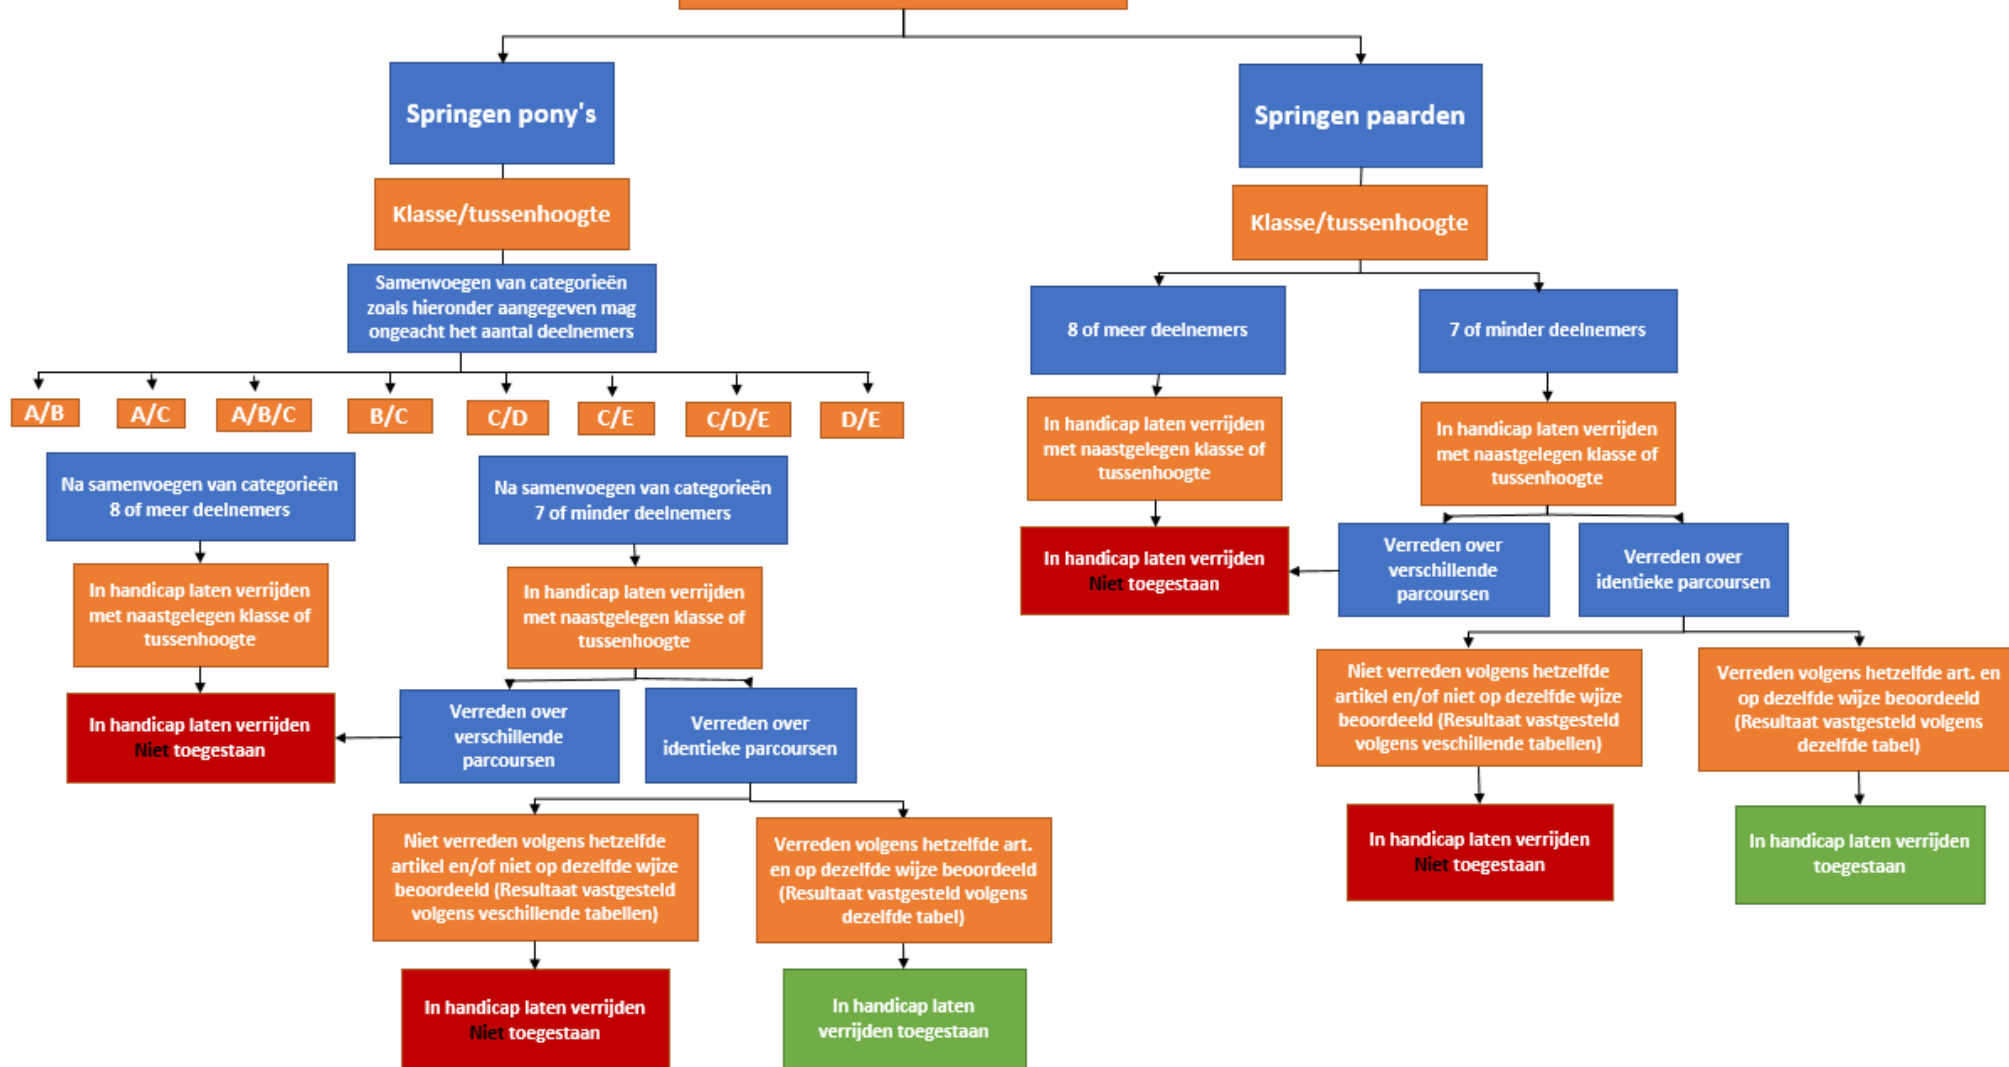 Springen pony's
Springen paarden
Klasse/tussenhoogte
Klasse/tussenhoogte
Samenvoegen van categorieën
zoals hieronder aangegeven mag
ongeacht het aantal deelnemers
8 of meer deelnemers
7 of minder deelnemers
A/B
A/C
A/B/C
B/C
C/D
C/E
C/D/E
D/E
In handicap laten verrijden
met naastgelegen klasse of
tussenhoogte
In handicap laten verrijden
met naastgelegen klasse of
tussenhoogte
Na samenvoegen van categorieën
8 of meer deelnemers
Na samenvoegen van categorieën
7 of minder deelnemers
In handicap laten verrijden
Niet toegestaan
Verreden over
verschillende
parcoursen
Verreden over
identieke parcoursen
In handicap laten verrijden
met naastgelegen klasse of
tussenhoogte
In handicap laten verrijden
met naastgelegen klasse of
tussenhoogte
Niet verreden volgens hetzelfde
artikel en/of niet op dezelfde wjize
beoordeeld (Resultaat vastgesteld
volgens veschillende tabellen)
Verreden volgens hetzelfde art. en
op dezelfde wijze beoordeeld
(Resultaat vastgesteld volgens
dezelfde tabel)
In handicap laten verrijden
Niet toegestaan
Verreden over
verschillende
parcoursen
Verreden over
identieke parcoursen
In handicap laten verrijden
Niet toegestaan
In handicap laten verrijden
toegestaan
Niet verreden volgens hetzelfde
artikel en/of niet op dezelfde wjize
beoordeeld (Resultaat vastgesteld
volgens veschillende tabellen)
Verreden volgens hetzelfde art.
en op dezelfde wijze beoordeeld
(Resultaat vastgesteld volgens
dezelfde tabel)
In handicap laten verrijden
Niet toegestaan
In handicap laten
verrijden toegestaan